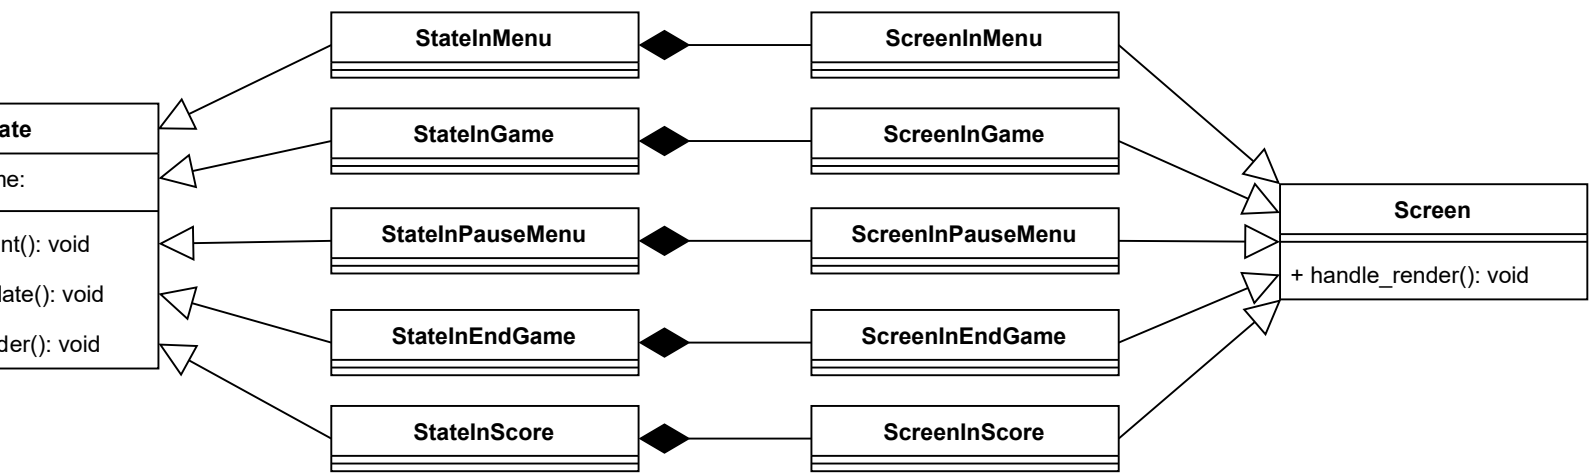 StateInMenu
ScreenInMenu
ate
StateInGame
ScreenInGame
ne:
Screen
StateInPauseMenu
ScreenInPauseMenu
nt(): void
+ handle_render(): void
late(): void
StateInEndGame
ScreenInEndGame
der(): void
StateInScore
ScreenInScore